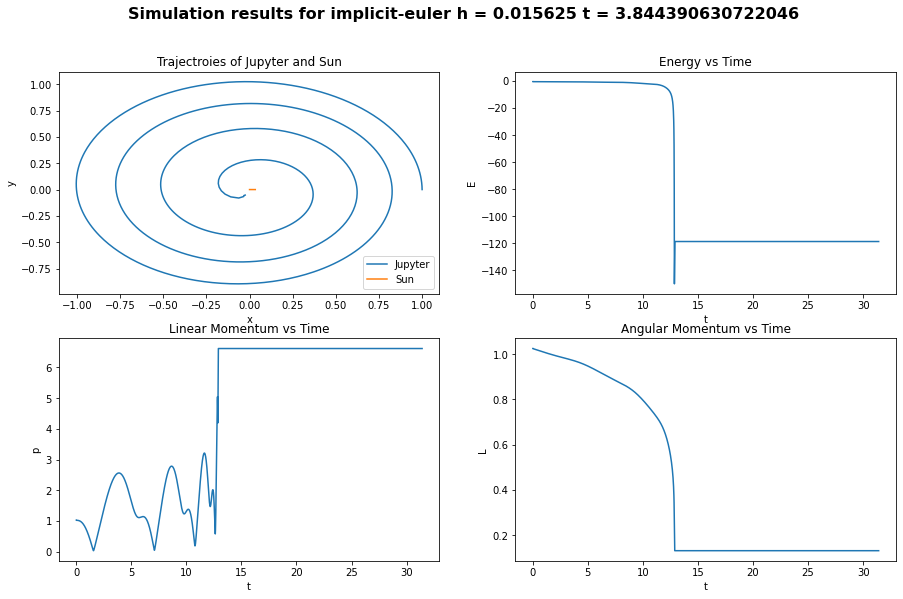 Simulation results for implicit-euler h = 0.015625 t = 3.844390630722046
Trajectroies of Jupyter and Sun
1.00
0.75
0.50
0.25
0.00
−0.25
−0.50
−0.75
y
−1.00 −0.75 −0.50 −0.25 0.00 0.25 0.50 0.75 1.00
x
Jupyter
Sun
Energy vs Time
0
−20
−40
−60
−80
−100
−120
−140
E
0 5 10 15 20 25 30
t
Linear Momentum vs Time
6
5
4
3
2
1
0
p
0 5 10 15 20 25 30
t
Angular Momentum vs Time
1.0
0.8
0.6
0.4
0.2
L
0 5 10 15 20 25 30
t